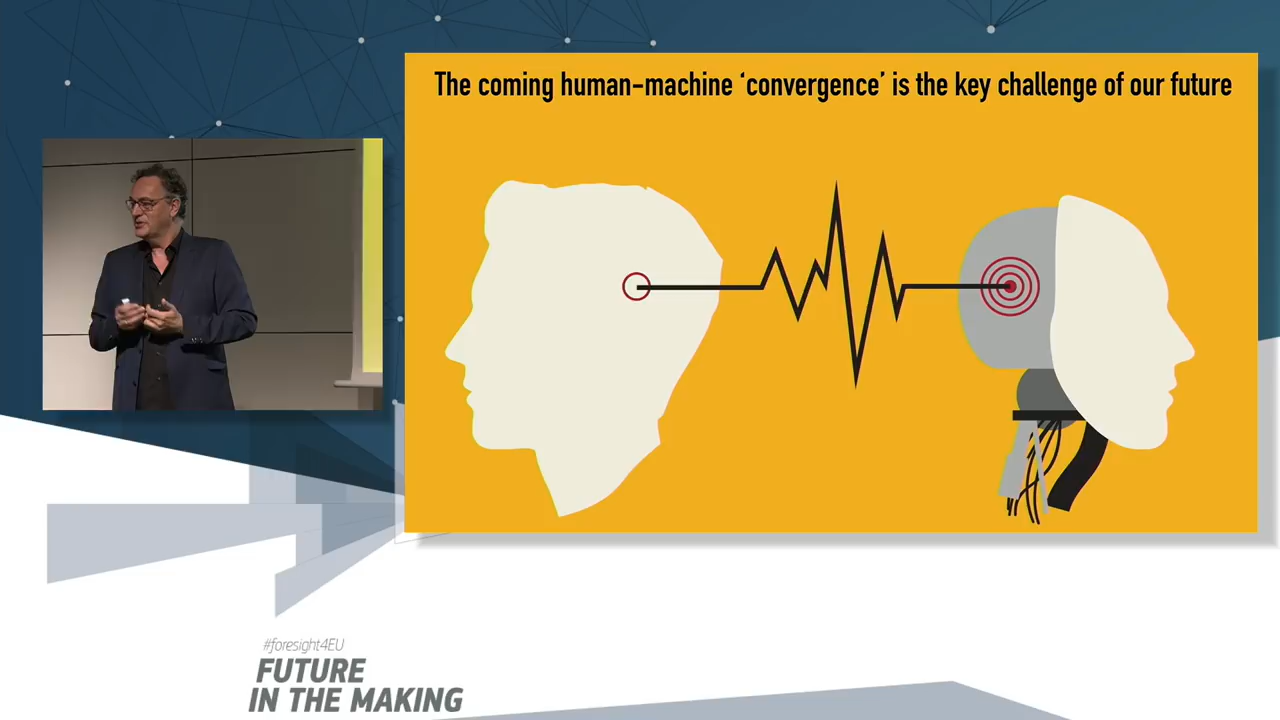 The coming human-machine ‘convergence’ is the key challenge of our future
#foresight4EU
FUTURE
IN THE MAKING